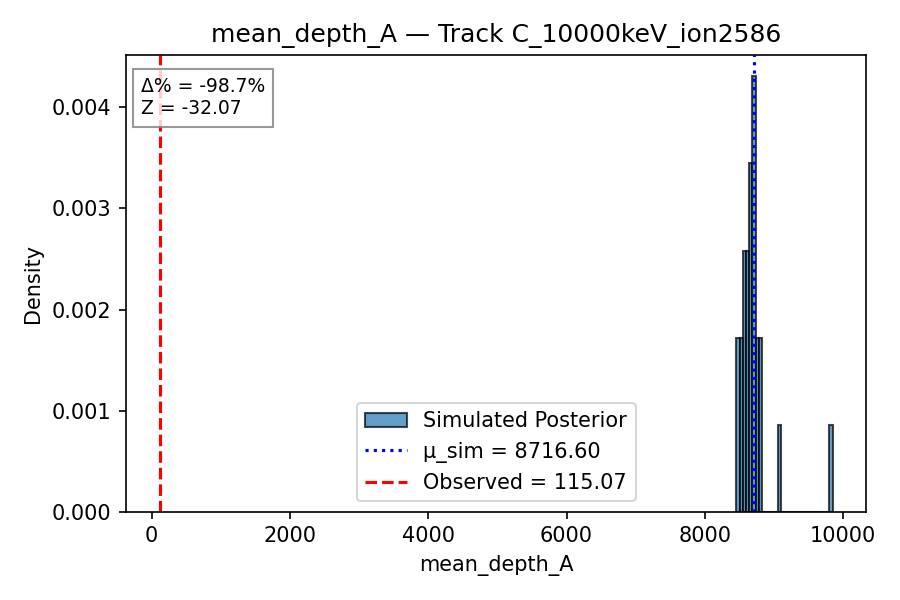 mean_depth_A — Track C_10000keV_ion2586
Δ% = -98.7%
Z = -32.07
Density
0.004
0.003
0.002
0.001
0.000
Simulated Posterior
μ_sim = 8716.60
Observed = 115.07
0
2000
4000
6000
8000
10000
mean_depth_A